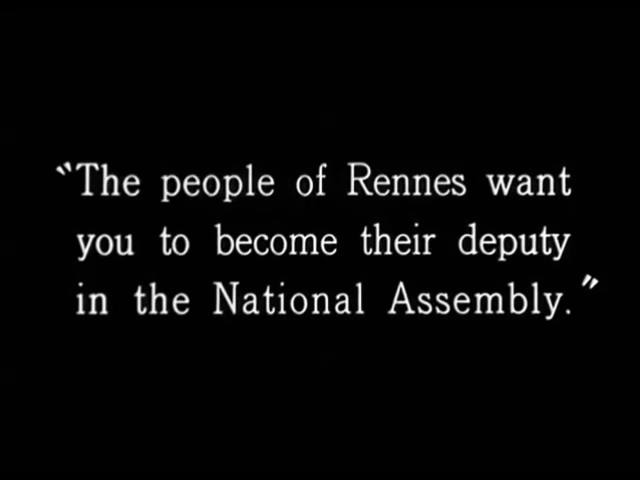 “The people of Rennes want
you to become their deputy
in the National Assembly.”